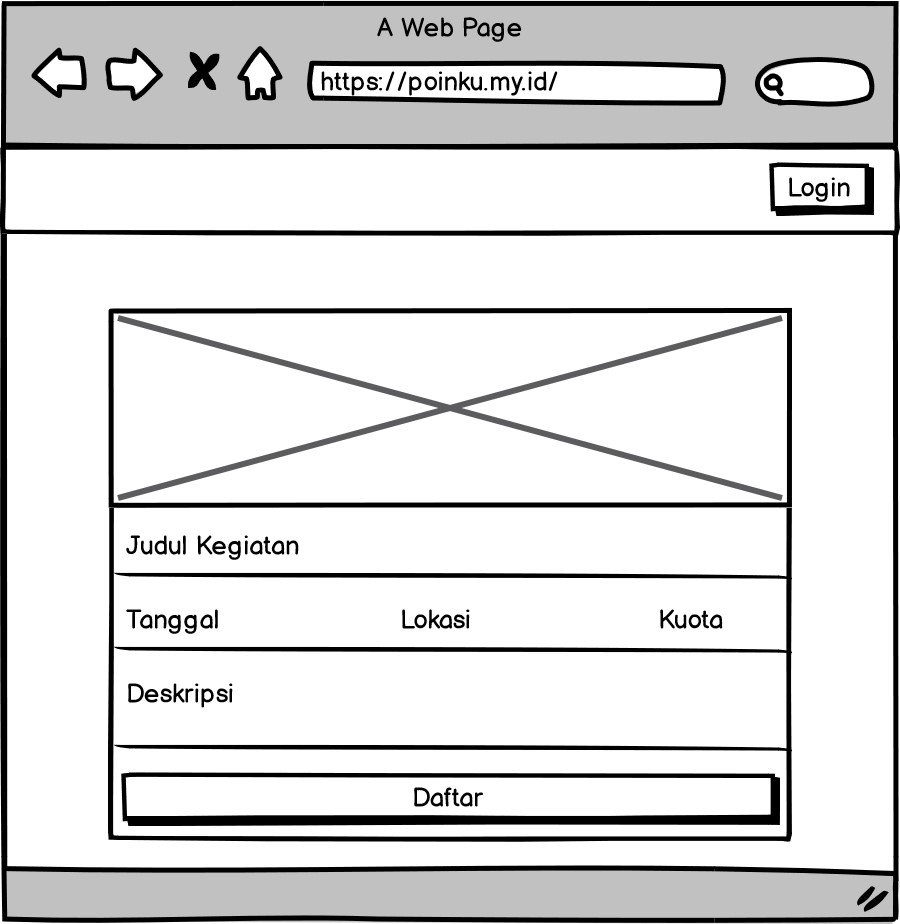 A Web Page
https://poinku.my.id/
Login
Judul Kegiatan
Tanggal Lokasi Kuota
Deskripsi
Daftar